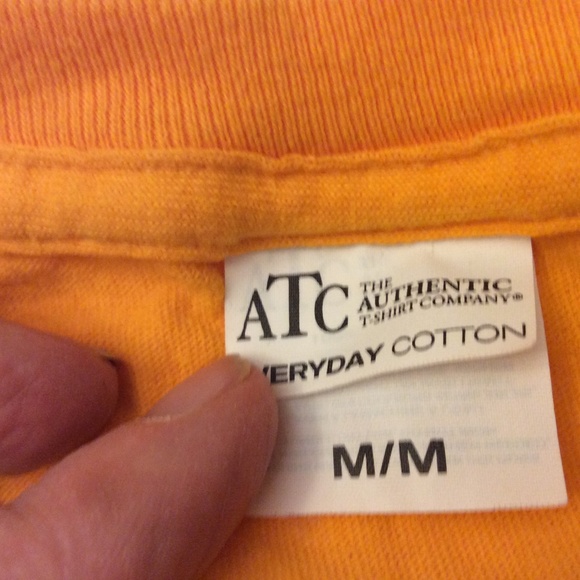 ATC THE
AUTHENTIC
T-SHIRT COMPANY®
VERYDAY COTTON
M/M